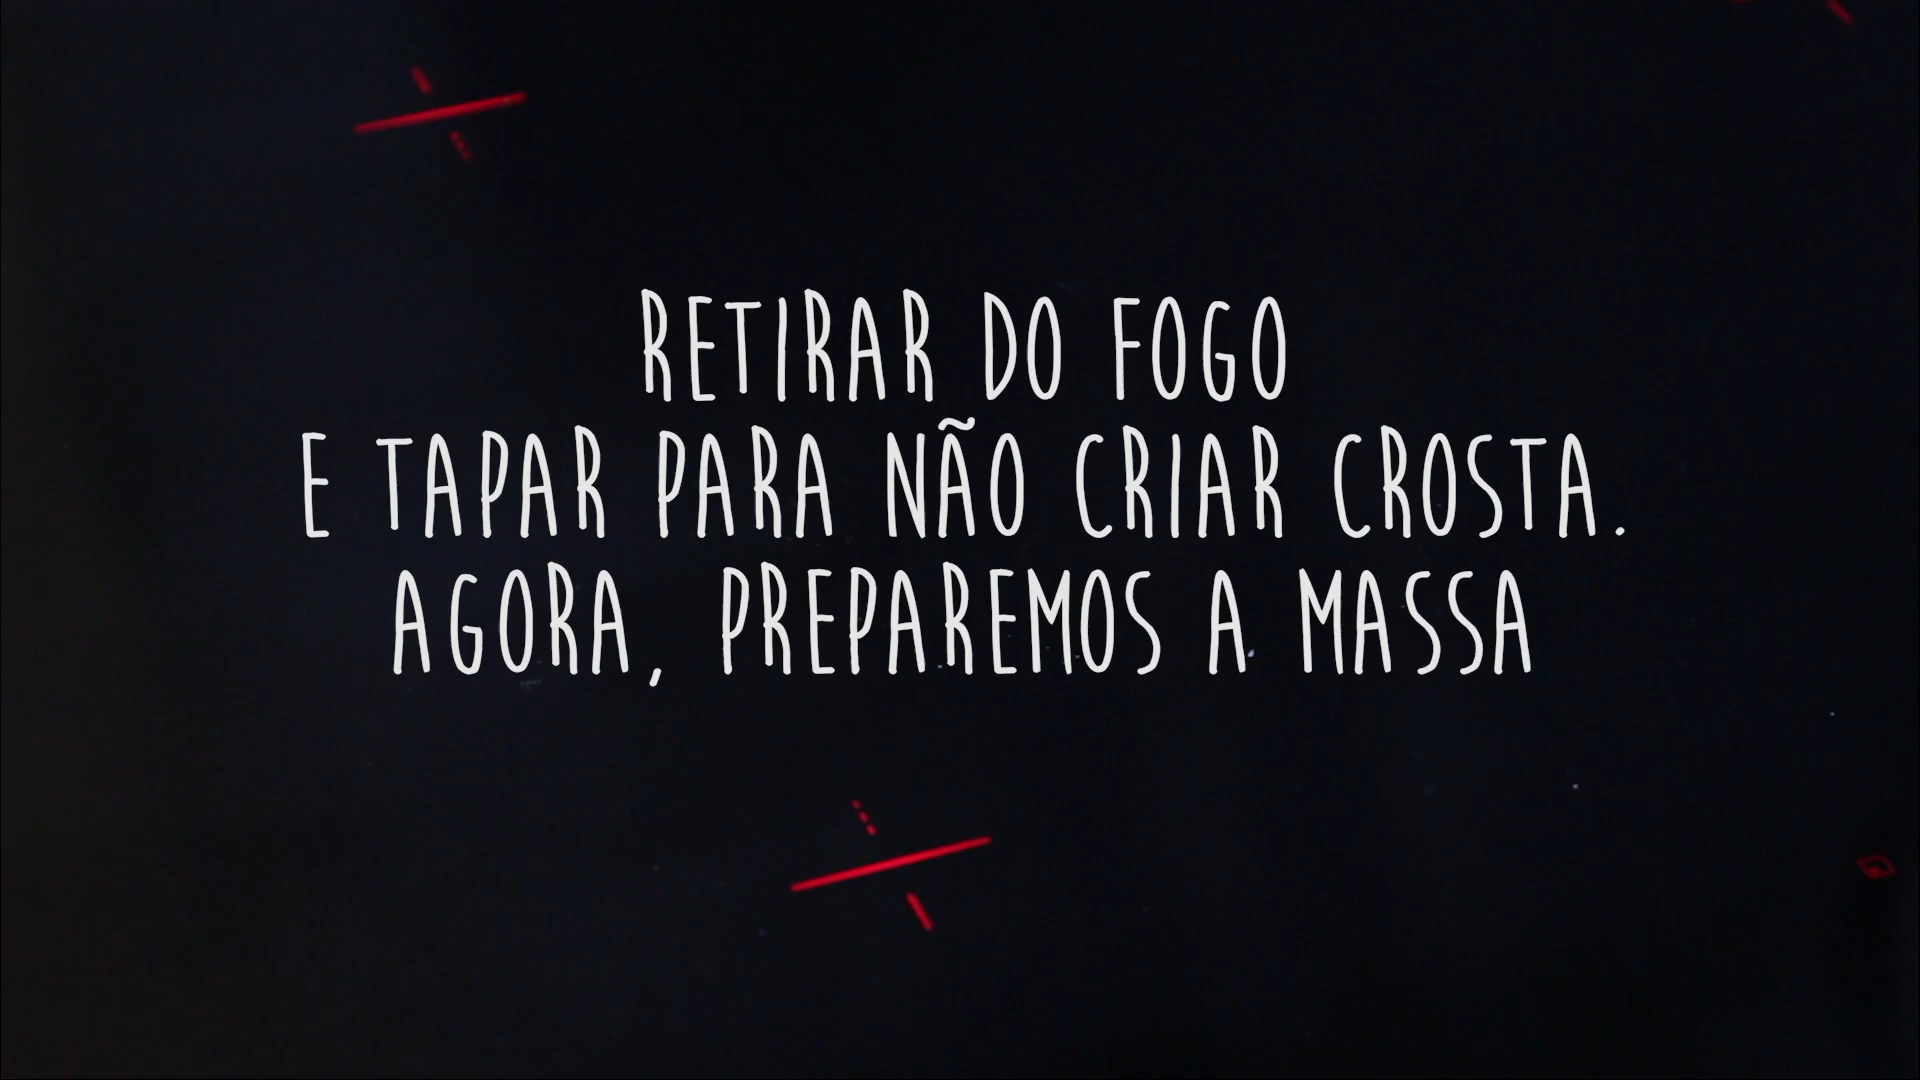 RETIRAR DO FOGO
E TAPAR PARA NÃO CRIAR CROSTA.
AGORA, PREPAREMOS A MASSA